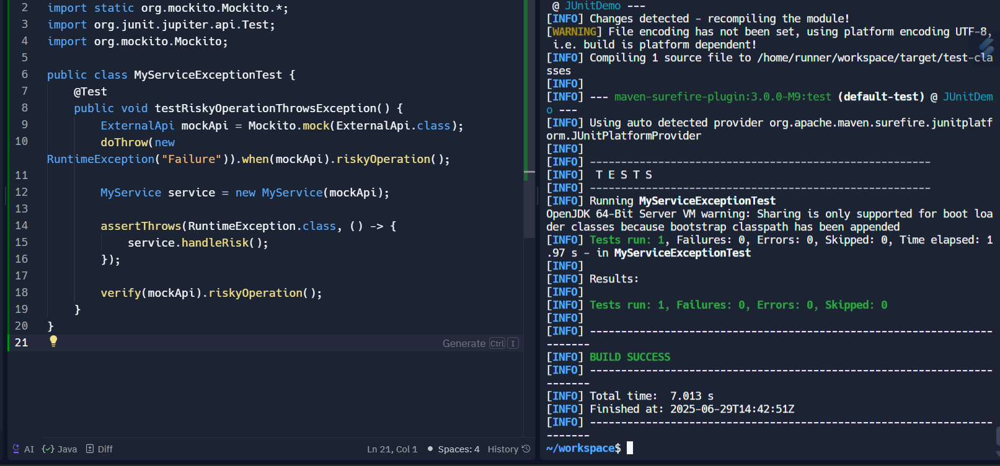 2 import static org.mockito.Mockito.*;
3 import org.junit.jupiter.api.Test;
4 import org.mockito.Mockito;
5
6 public class MyServiceExceptionTest {
7 @Test
8 public void testRiskyOperationThrowsException() {
9 ExternalApi mockApi = Mockito.mock(ExternalApi.class);
10 doThrow(new
RuntimeException("Failure")).when(mockApi).riskyOperation();
11
12 MyService service = new MyService(mockApi);
13
14 assertThrows(RuntimeException.class, () -> {
15 service.handleRisk();
16 });
17
18 verify(mockApi).riskyOperation();
19 }
20 }
21 Generate Ctrl I
AI Java Diff Ln 21, Col 1 Spaces: 4 History
@ JUnitDemo ---
[INFO] Changes detected - recompiling the module!
[WARNING] File encoding has not been set, using platform encoding UTF-8,
i.e. build is platform dependent!
[INFO] Compiling 1 source file to /home/runner/workspace/target/test-cla
sses
[INFO]
[INFO] --- maven-surefire-plugin:3.0.0-M9:test (default-test) @ JUnitDem
o ---
[INFO] Using auto detected provider org.apache.maven.surefire.junitplatf
orm.JUnitPlatformProvider
[INFO]
[INFO] -------------------------------------------------------
[INFO]  T E S T S
[INFO] -------------------------------------------------------
[INFO] Running MyServiceExceptionTest
OpenJDK 64-Bit Server VM warning: Sharing is only supported for boot loa
der classes because bootstrap classpath has been appended
[INFO] Tests run: 1, Failures: 0, Errors: 0, Skipped: 0, Time elapsed: 1
.97 s - in MyServiceExceptionTest
[INFO]
[INFO] Results:
[INFO]
[INFO] Tests run: 1, Failures: 0, Errors: 0, Skipped: 0
[INFO]
[INFO] -----------------------------------------------------------------
-------
[INFO] BUILD SUCCESS
[INFO] -----------------------------------------------------------------
-------
[INFO] Total time:  7.013 s
[INFO] Finished at: 2025-06-29T14:42:51Z
[INFO] -----------------------------------------------------------------
-------
~/workspace$